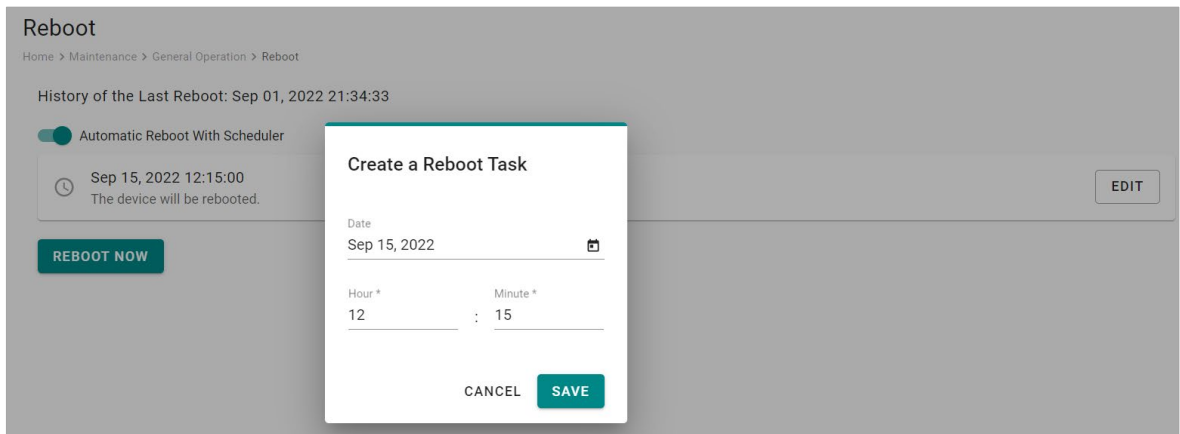 Reboot
Home > Maintenance > General Operation > Reboot
History of the Last Reboot: Sep 01, 2022 21:34:33
Automatic Reboot With Scheduler
Sep 15, 2022 12:15:00
The device will be rebooted.
EDIT
REBOOT NOW
Create a Reboot Task
Date
Sep 15, 2022
Hour * Minute *
12 : 15
CANCEL SAVE